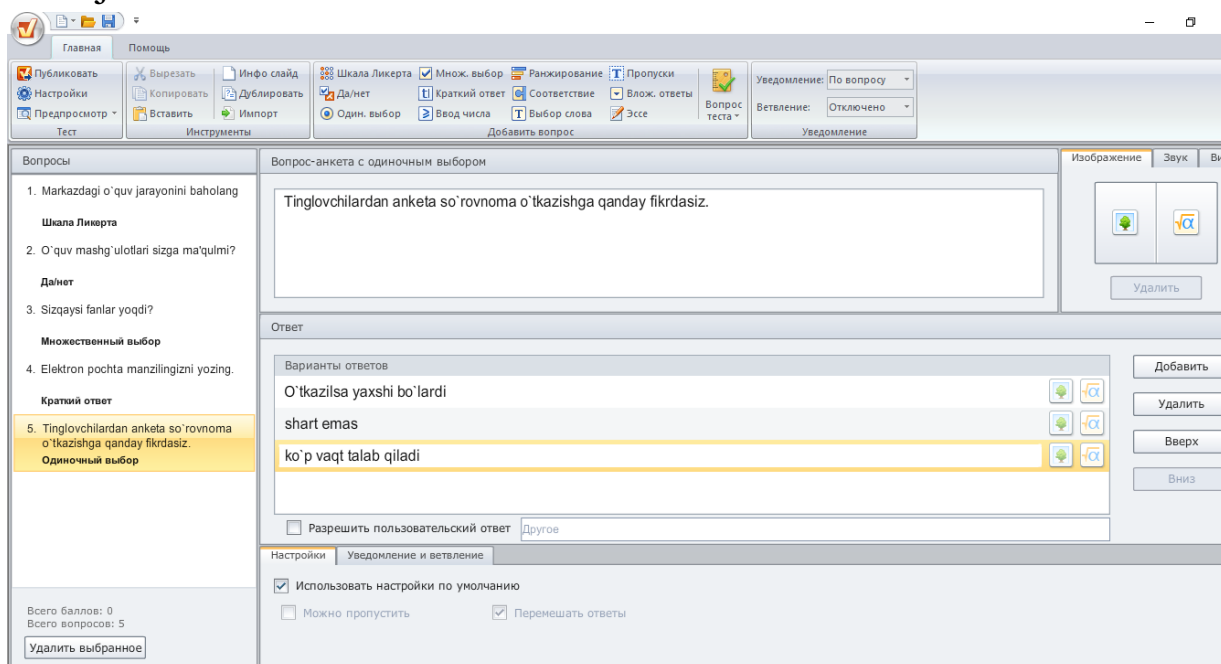 Главная Помощь
Публиковать Вырезать Инфо слайд Шкала Ликерта Множ. выбор Ранжирование Пропуски Уведомление: По вопросу
Настройки Копировать Дублировать Да/нет Краткий ответ Соответствие Влож. ответы Вопрос теста Ветвление: Отключено
Предпросмотр Вставить Импорт Один. выбор Ввод числа Выбор слова Эссе
Тест Инструменты Добавить вопрос Уведомление
Вопросы
1. Markazdagi o`quv jarayonini baholang
Шкала Ликерта
2. O`quv mashg`ulotlari sizga ma'qulmi?
Да/нет
3. Sizqaysi fanlar yoqdi?
Множественный выбор
4. Elektron pochta manzilingizni yozing.
Краткий ответ
5. Tinglovchilardan anketa so`rovnoma
o`tkazishga qanday fikrdasiz.
Одиночный выбор
Всего баллов: 0
Всего вопросов: 5
Удалить выбранное
Вопрос-анкета с одиночным выбором
Tinglovchilardan anketa so`rovnoma o`tkazishga qanday fikrdasiz.
Изображение Звук Ви
Удалить
Ответ
Варианты ответов
O`tkazilsa yaxshi bo`lardi
shart emas
ko`p vaqt talab qiladi
Добавить
Удалить
Вверх
Вниз
Разрешить пользовательский ответ Другое
Настройки Уведомление и ветвление
Использовать настройки по умолчанию
Можно пропустить Перемешать ответы